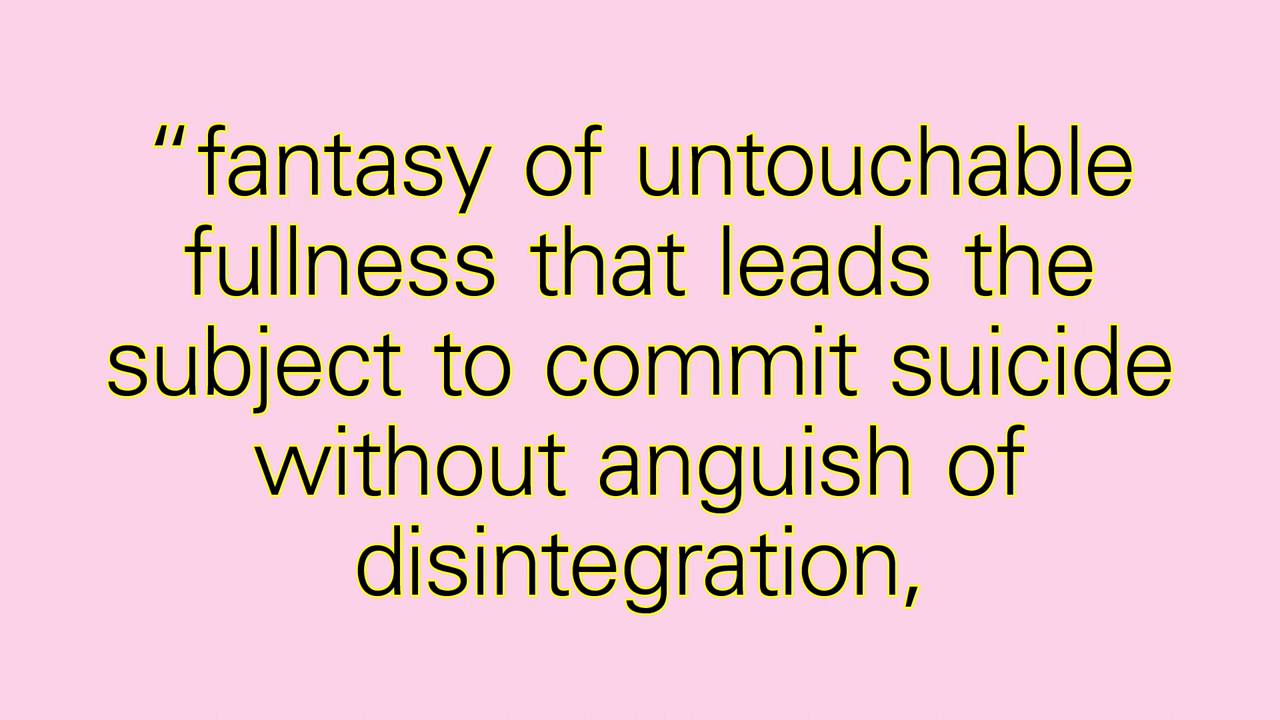 “fantasy of untouchable
fullness that leads the
subject to commit suicide
without anguish of
disintegration,